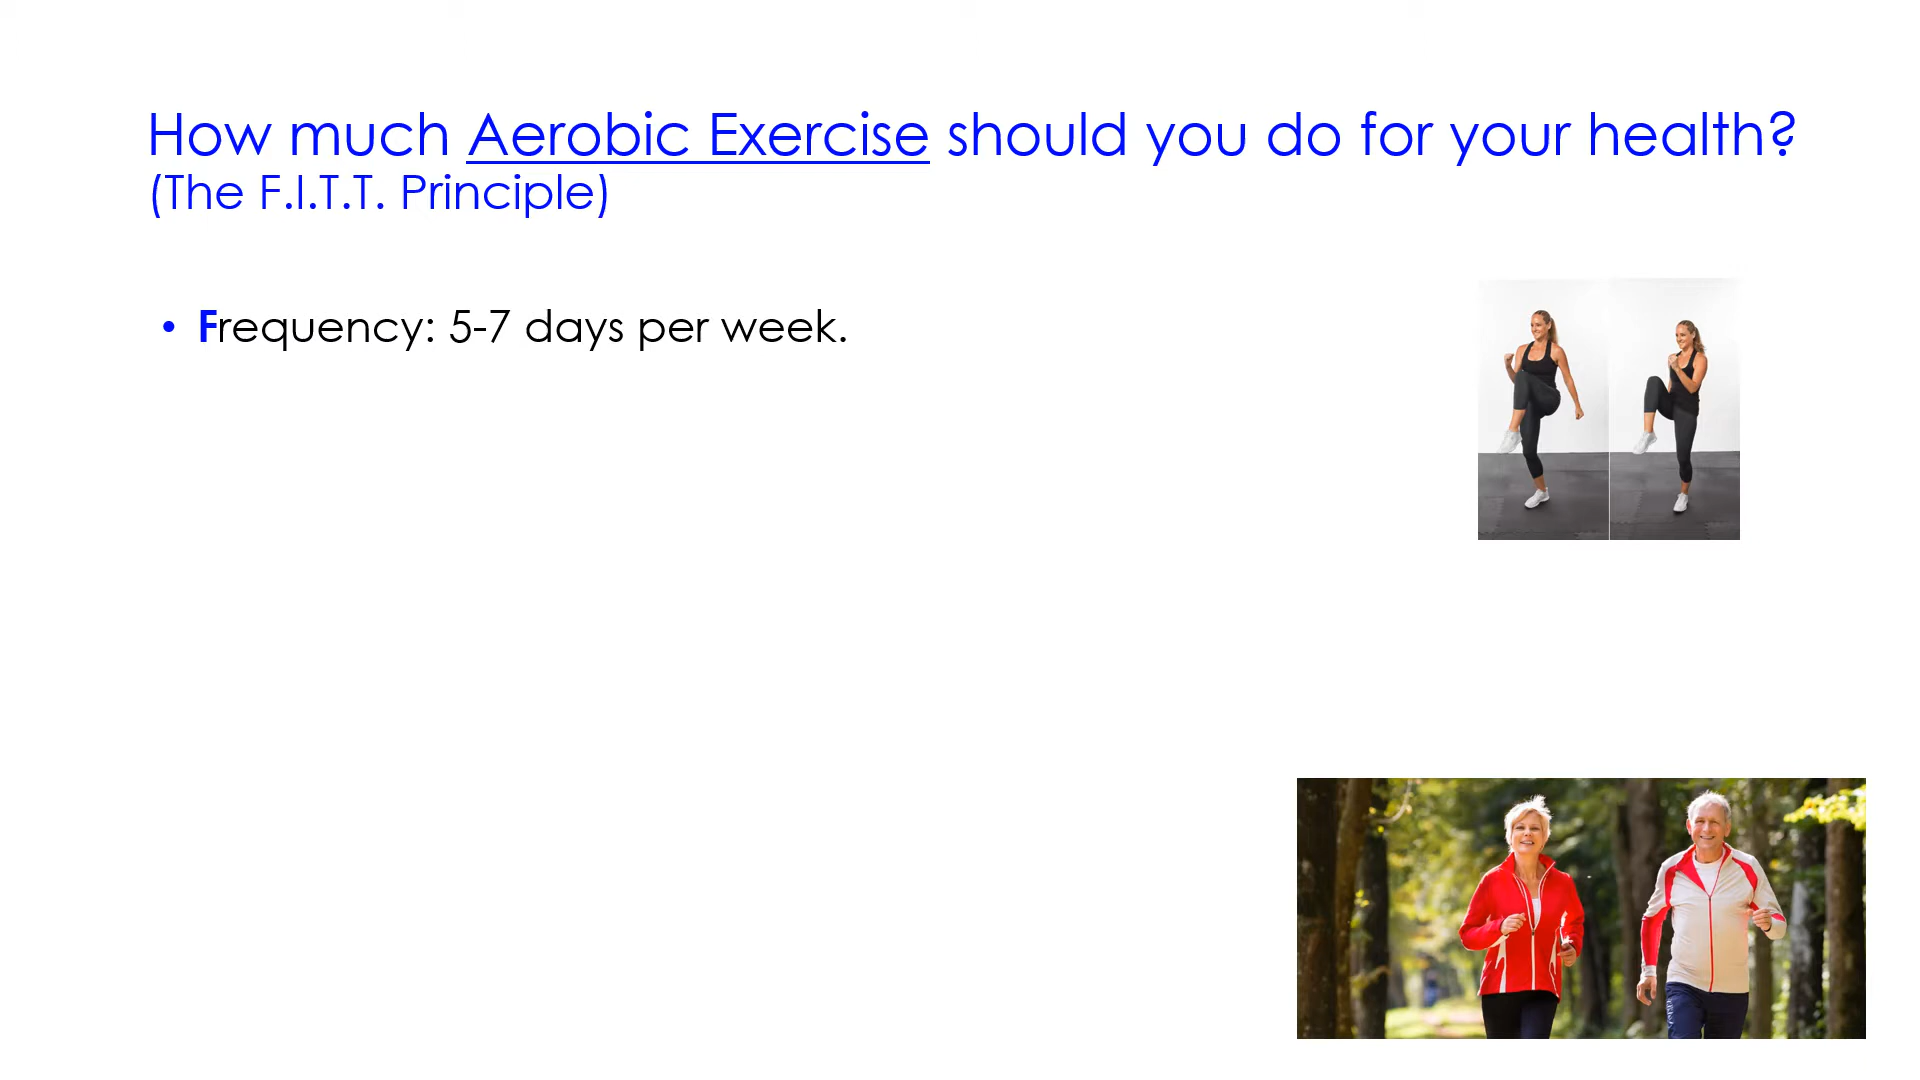 How much Aerobic Exercise should you do for your health?
(The F.I.T.T. Principle)
• Frequency: 5-7 days per week.